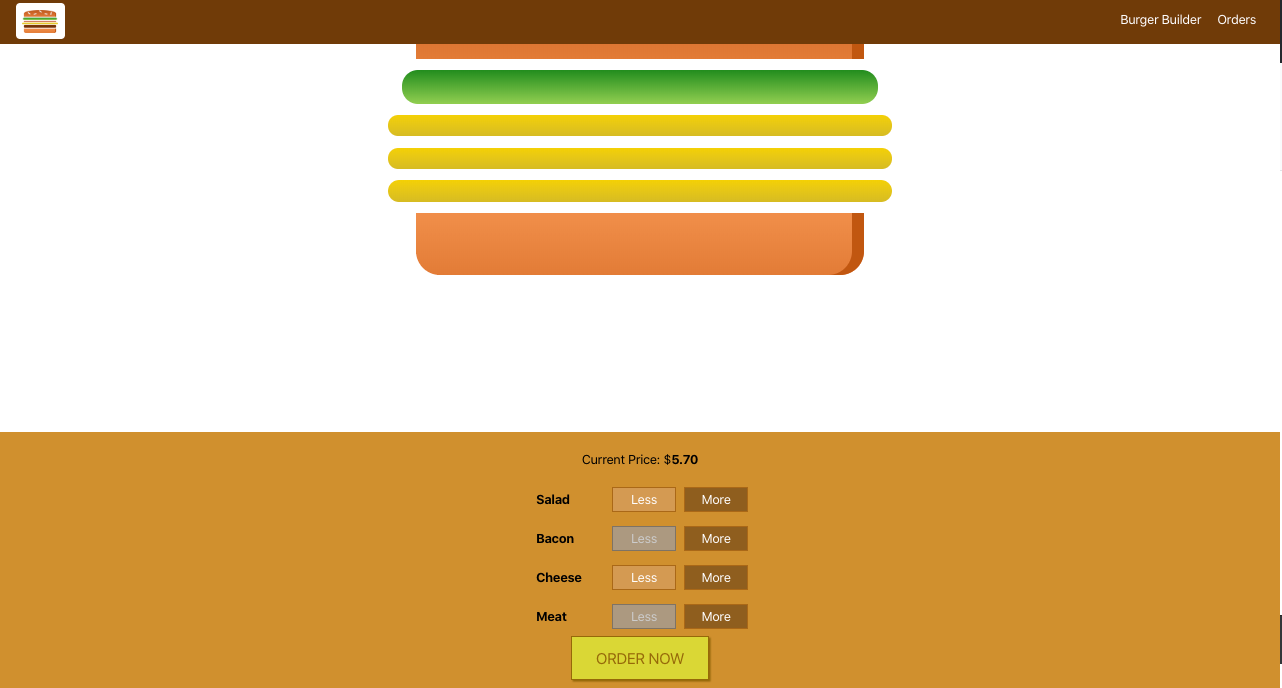 Burger Builder Orders
Current Price: $5.70
Salad Less More
Bacon Less More
Cheese Less More
Meat Less More
ORDER NOW